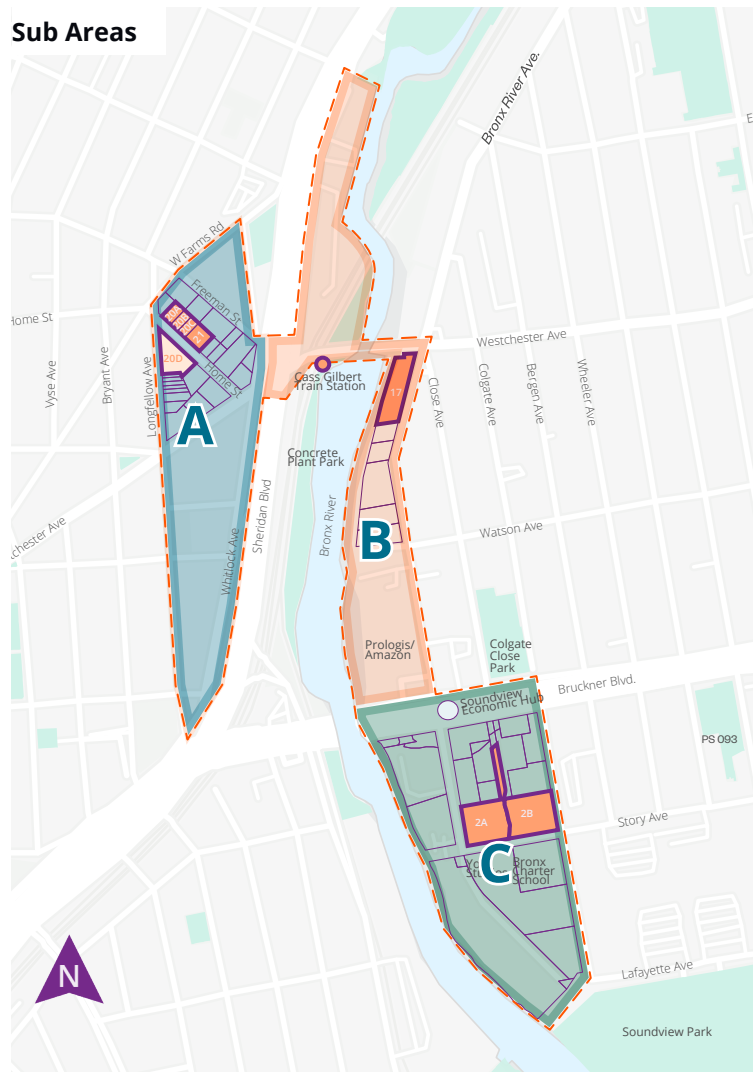 Sub Areas
Bronx River Ave.
W Farms Rd
Freeman St
Home St
Home St
20D
Westchester Ave
Vyse Ave
Bryant Ave
Longfellow Ave
Cass Gilbert
Train Station
17
Close Ave
Colgate Ave
Bergen Ave
Wheeler Ave
A
Concrete
Plant Park
Sheridan Blvd
Bronx River
Watson Ave
B
chester Ave
Whitlock Ave
Prologis/
Amazon
Colgate
Close
Park
Bruckner Blvd.
Soundview
Economic Hub
PS 093
2A
2B
Story Ave
C
Bronx
Charter
School
Lafayette Ave
N
Soundview Park